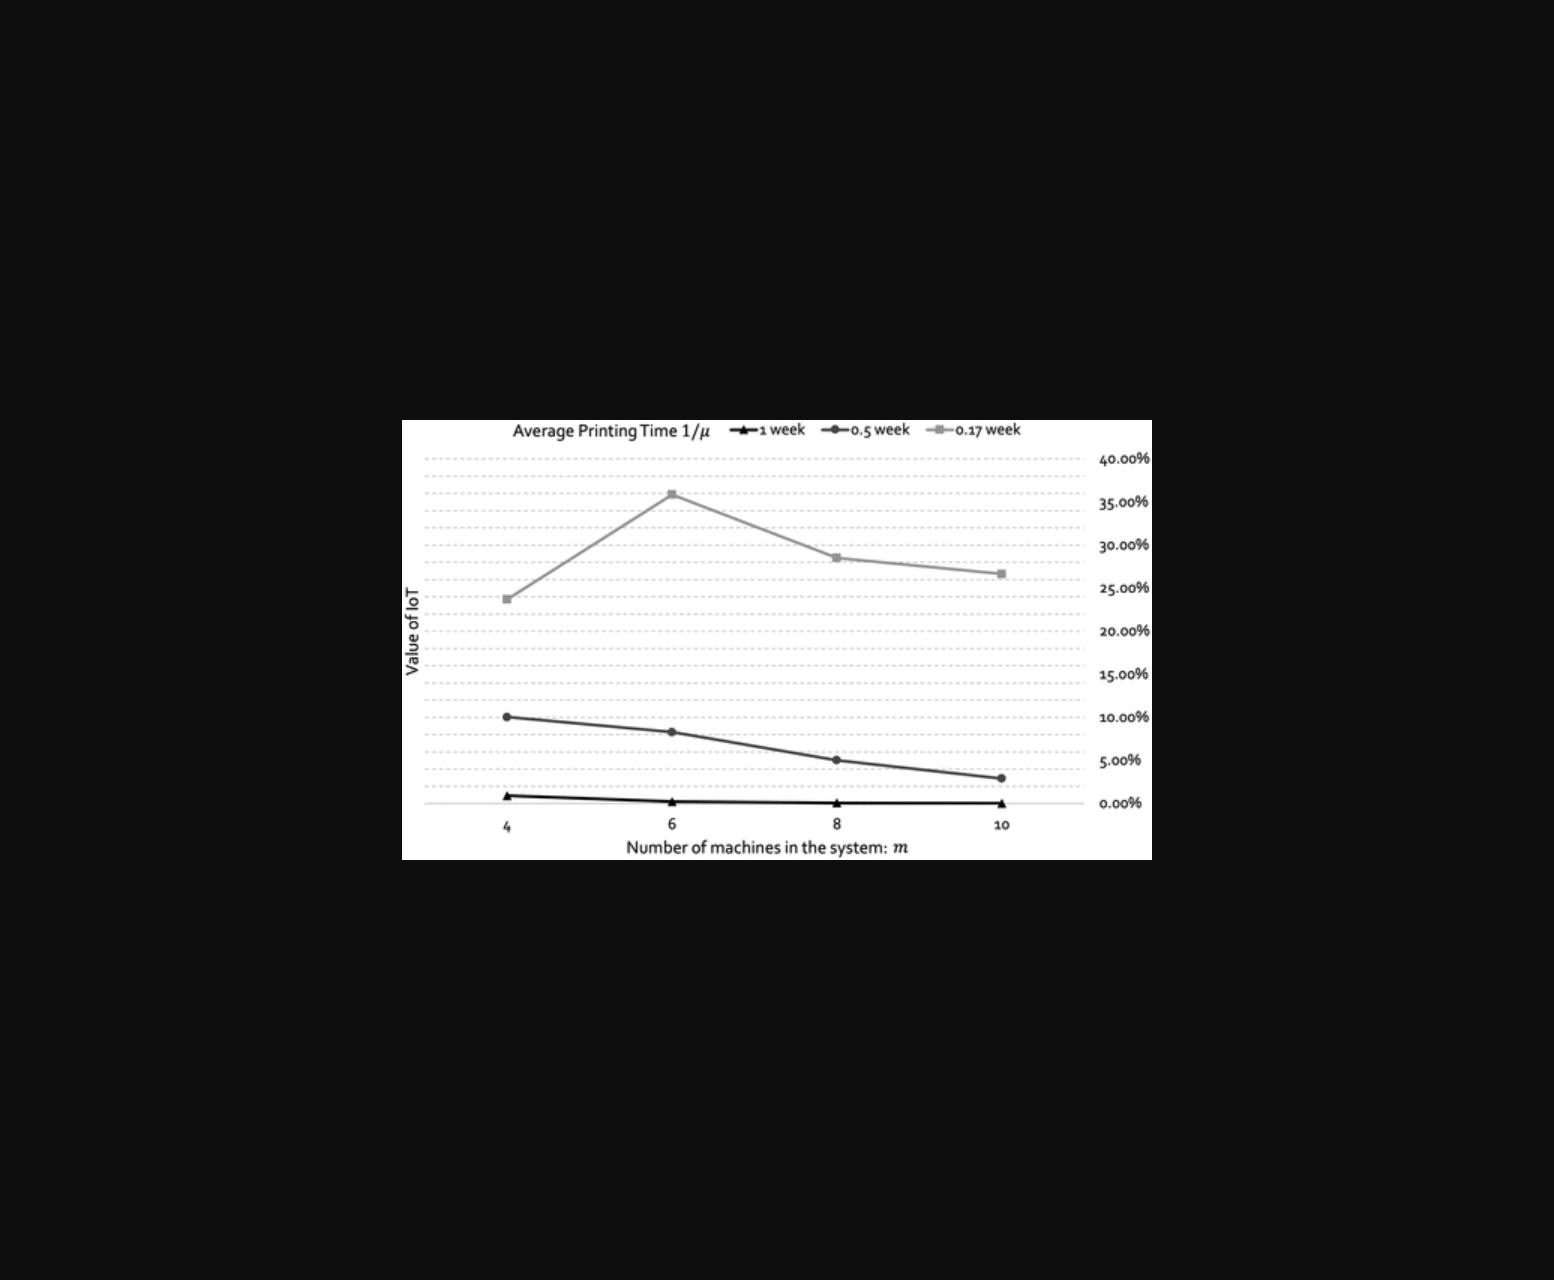 Average Printing Time 1/μ 1 week 0.5 week 0.17 week
40.00%
35.00%
30.00%
25.00%
20.00%
15.00%
10.00%
5.00%
0.00%
Value of IoT
4 6 8 10
Number of machines in the system: m